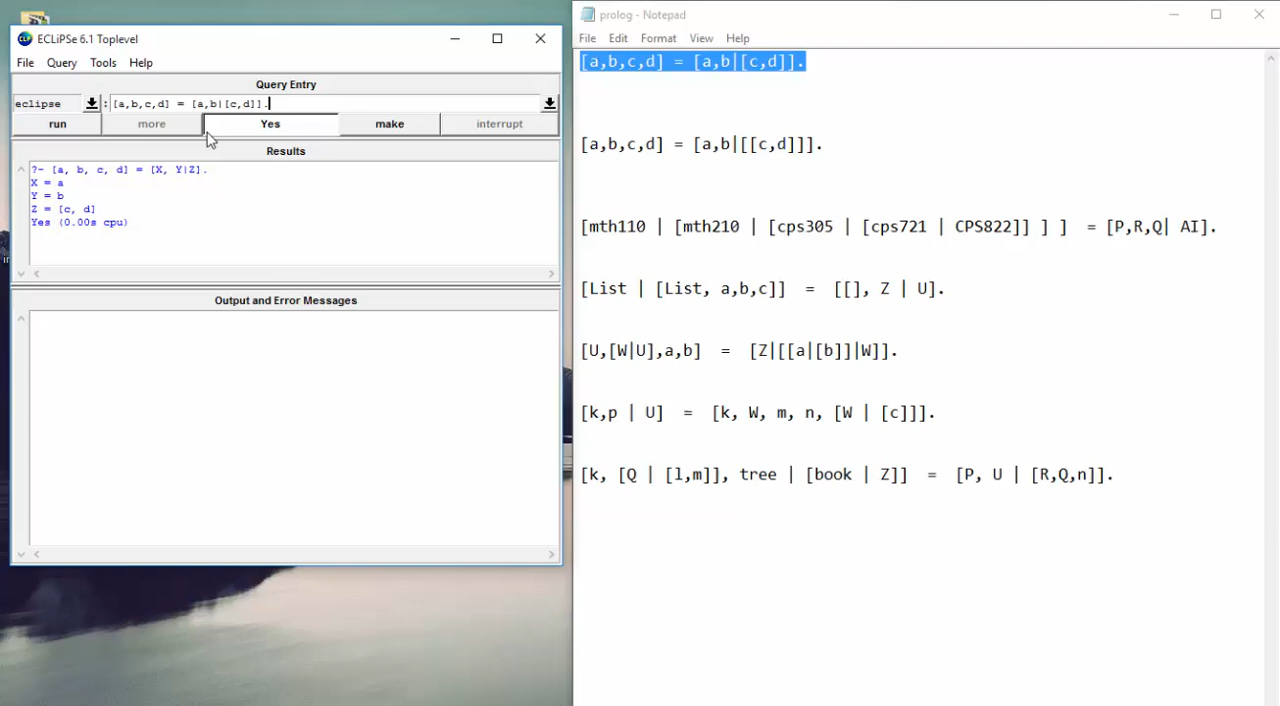 ECLiPSe 6.1 Toplevel
File Query Tools Help
Query Entry
eclipse : [a,b,c,d] = [a,b|[c,d]].
run more Yes make interrupt
Results
?- [a, b, c, d] = [X, Y|Z].
X = a
Y = b
Z = [c, d]
Yes (0.00s cpu)
Output and Error Messages
prolog - Notepad
File Edit Format View Help
[a,b,c,d] = [a,b|[c,d]].
[a,b,c,d] = [a,b|[[c,d]]].
[mth110 | [mth210 | [cps305 | [cps721 | CPS822]] ] ] = [P,R,Q| AI].
[List | [List, a,b,c]] = [[], Z | U].
[U,[W|U],a,b] = [Z|[[a|[b]]|W]].
[k,p | U] = [k, W, m, n, [W | [c]]].
[k, [Q | [l,m]], tree | [book | Z]] = [P, U | [R,Q,n]].